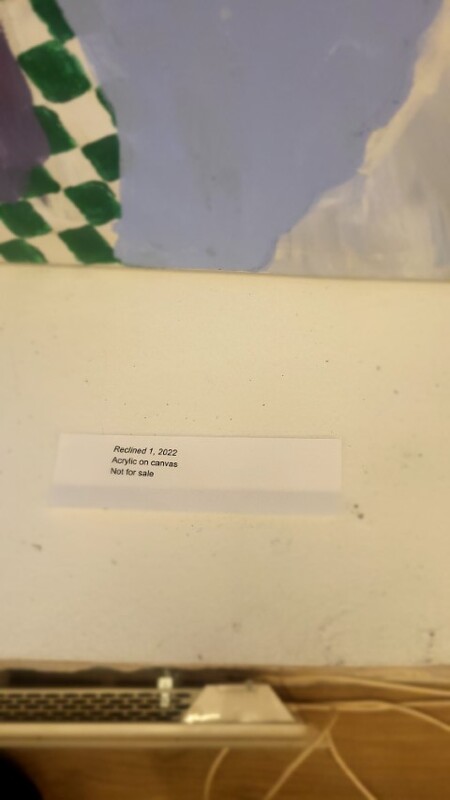 Reclined 1, 2022
Acrylic on canvas
Not for sale